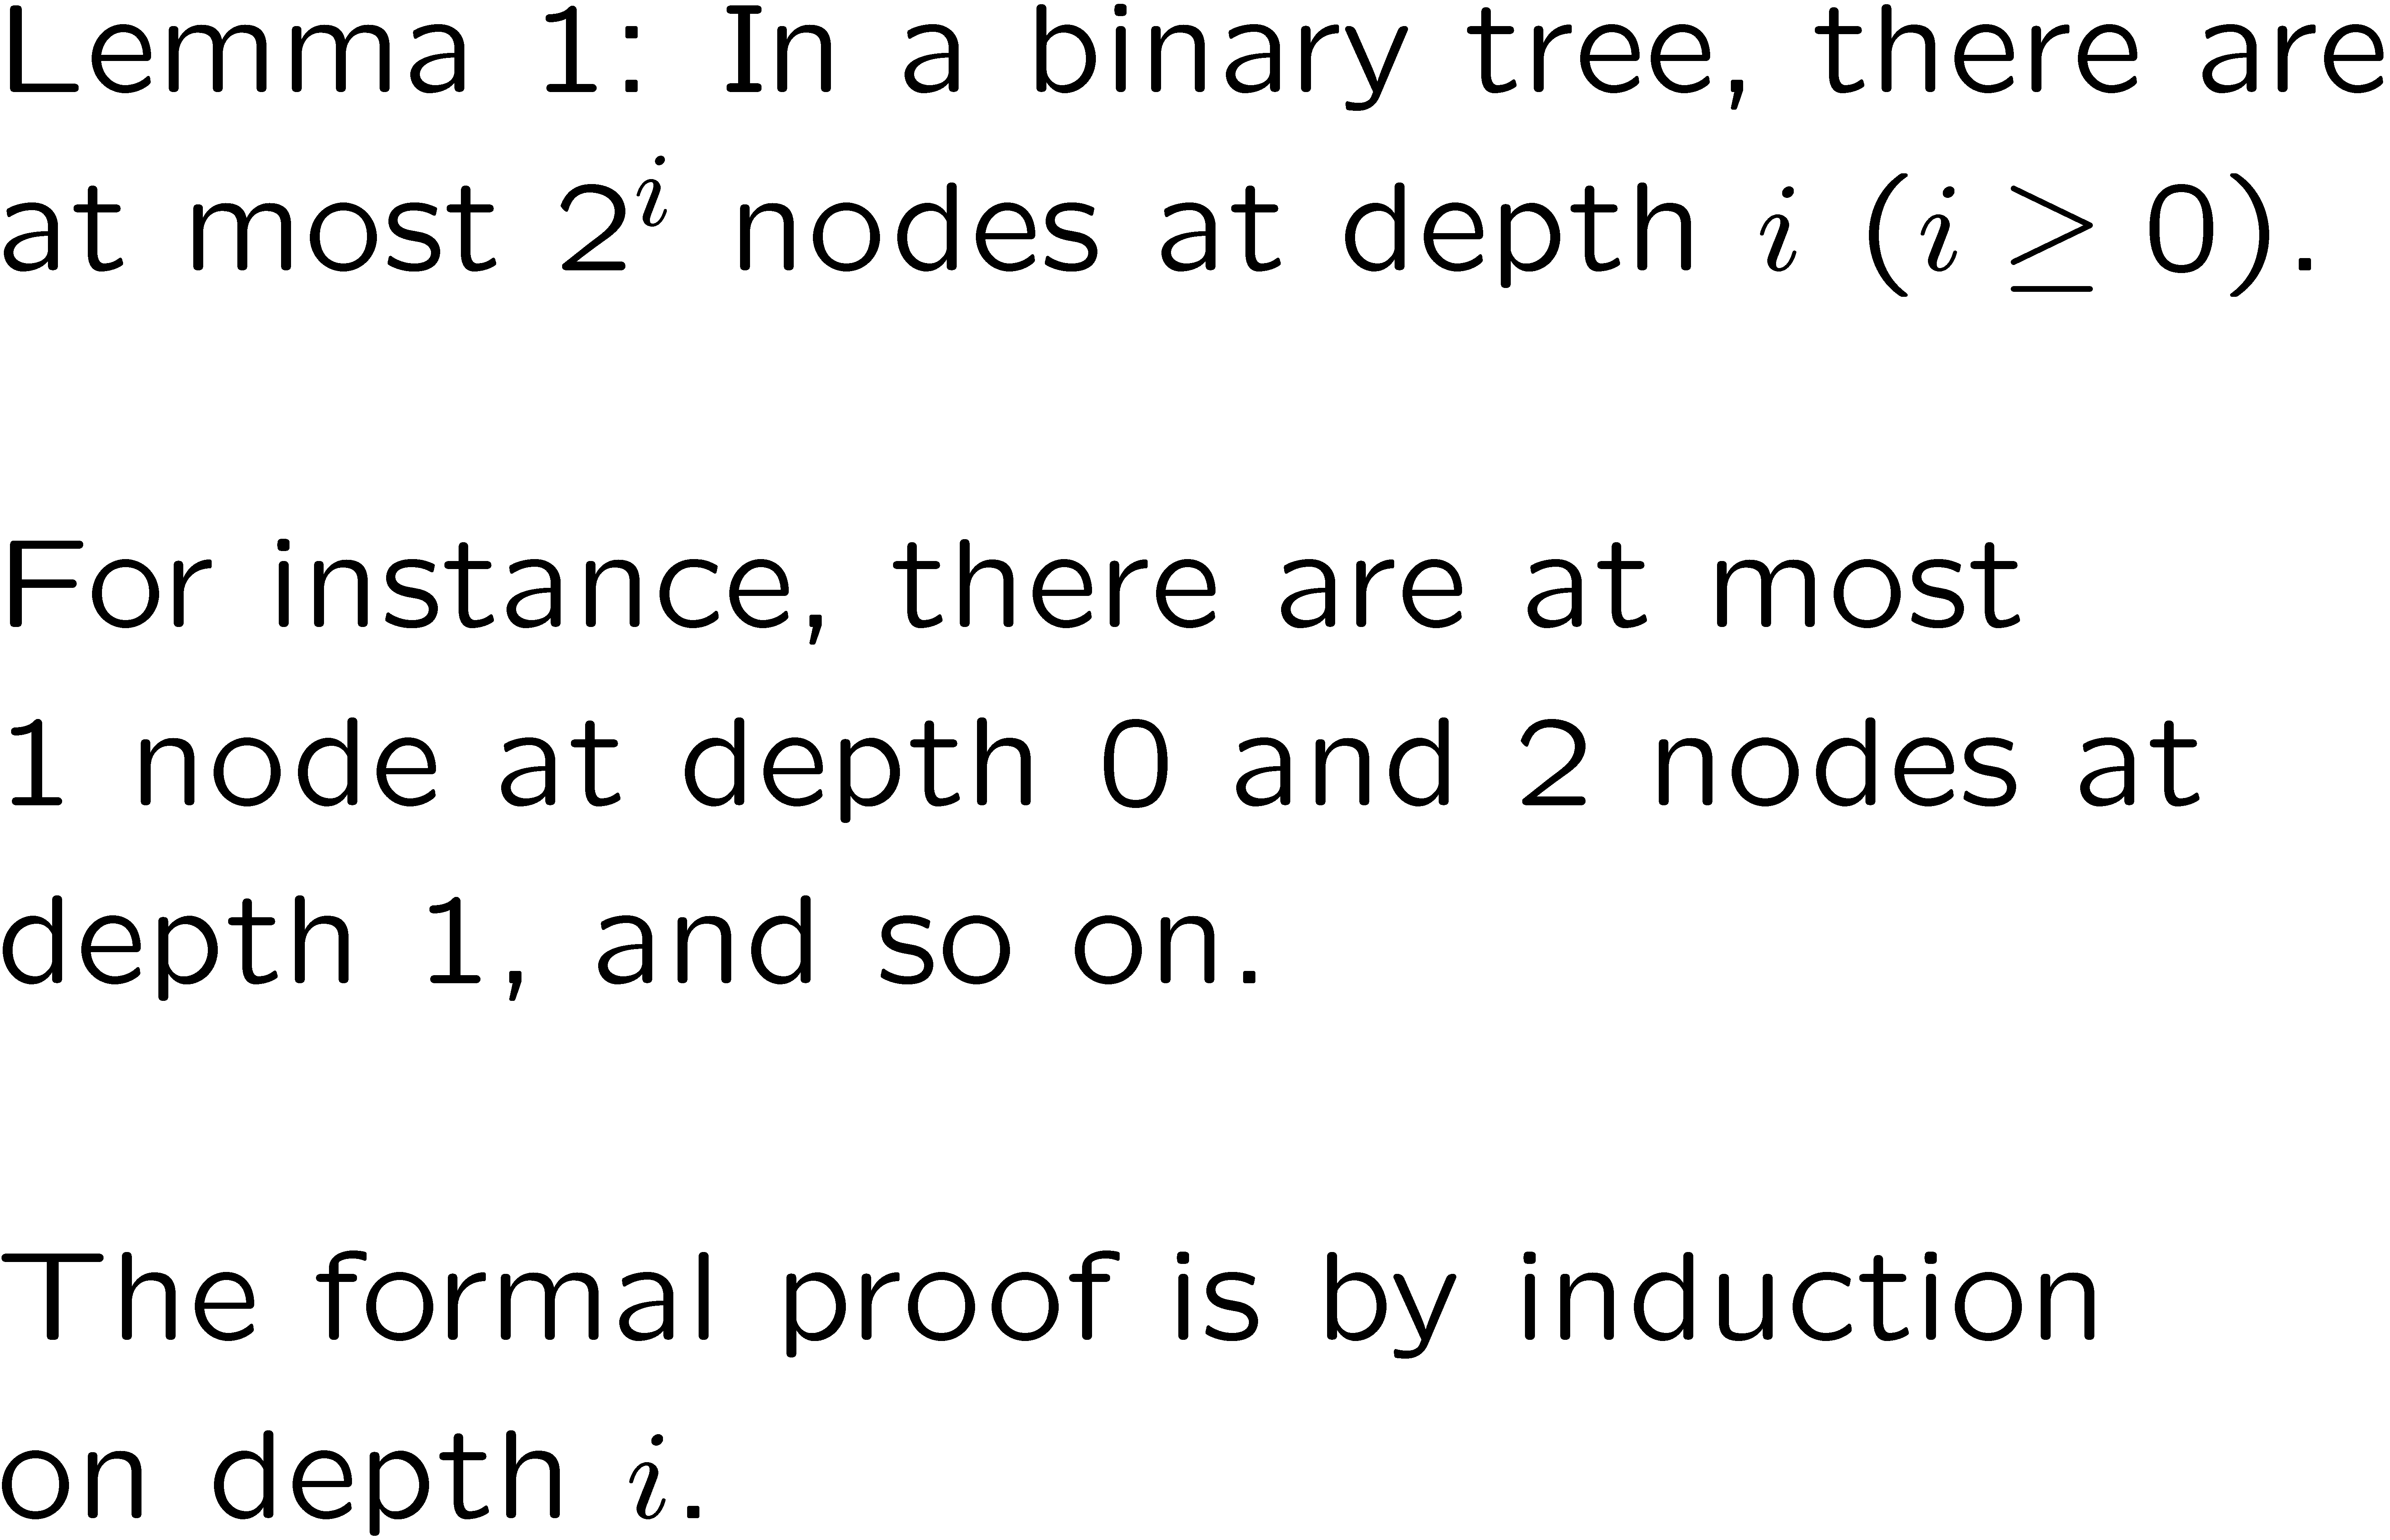 Lemma 1: In a binary tree, there are
at most 2^i nodes at depth i (i ≥ 0).
For instance, there are at most
1 node at depth 0 and 2 nodes at
depth 1, and so on.
The formal proof is by induction
on depth i.